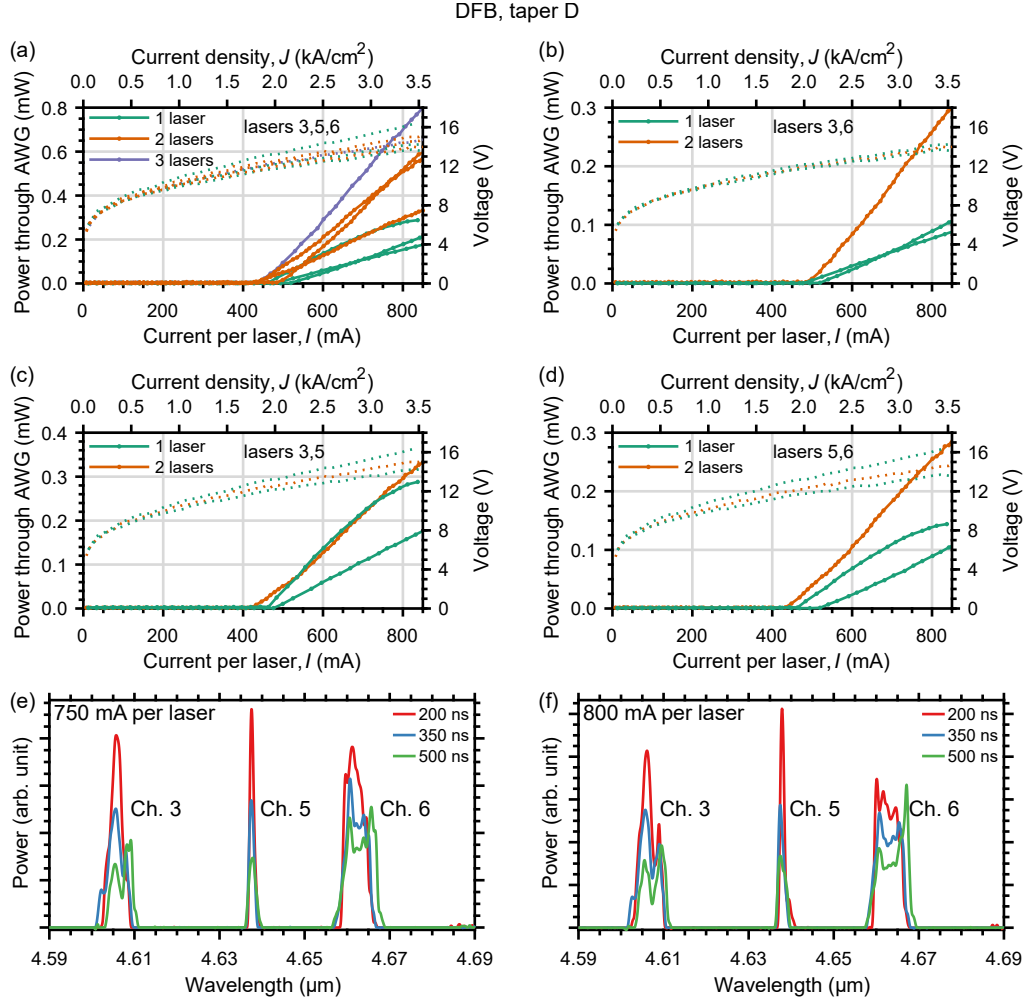 DFB, taper D
(a)
Current density, J (kA/cm²)
0.0 0.5 1.0 1.5 2.0 2.5 3.0 3.5
Power through AWG (mW)
0.8
0.6
0.4
0.2
0.0
1 laser
2 lasers
3 lasers
lasers 3,5,6
16
12
8
4
0
Voltage (V)
0 200 400 600 800
Current per laser, I (mA)
(b)
Current density, J (kA/cm²)
0.0 0.5 1.0 1.5 2.0 2.5 3.0 3.5
Power through AWG (mW)
0.3
0.2
0.1
0.0
1 laser
2 lasers
lasers 3,6
16
12
8
4
0
Voltage (V)
0 200 400 600 800
Current per laser, I (mA)
(c)
Current density, J (kA/cm²)
0.0 0.5 1.0 1.5 2.0 2.5 3.0 3.5
Power through AWG (mW)
0.4
0.3
0.2
0.1
0.0
1 laser
2 lasers
lasers 3,5
16
12
8
4
0
Voltage (V)
0 200 400 600 800
Current per laser, I (mA)
(d)
Current density, J (kA/cm²)
0.0 0.5 1.0 1.5 2.0 2.5 3.0 3.5
Power through AWG (mW)
0.3
0.2
0.1
0.0
1 laser
2 lasers
lasers 5,6
16
12
8
4
0
Voltage (V)
0 200 400 600 800
Current per laser, I (mA)
(e)
750 mA per laser
200 ns
350 ns
500 ns
Ch. 3
Ch. 5
Ch. 6
Power (arb. unit)
4.59 4.61 4.63 4.65 4.67 4.69
Wavelength (μm)
(f)
800 mA per laser
200 ns
350 ns
500 ns
Ch. 3
Ch. 5
Ch. 6
Power (arb. unit)
4.59 4.61 4.63 4.65 4.67 4.69
Wavelength (μm)